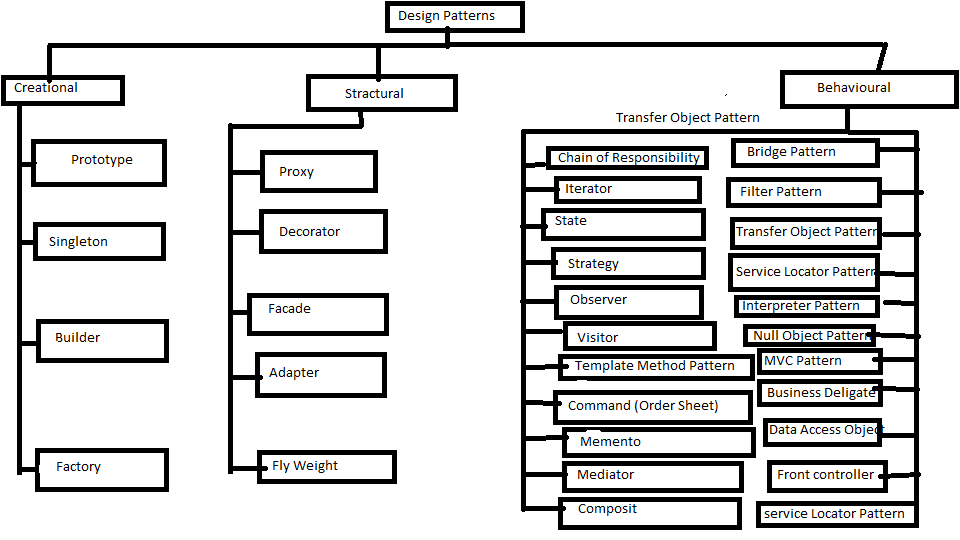 Design Patterns
Creational
Stractural
Behavioural
Prototype
Singleton
Builder
Factory
Proxy
Decorator
Facade
Adapter
Fly Weight
Transfer Object Pattern
Chain of Responsibility
Iterator
State
Strategy
Observer
Visitor
Template Method Pattern
Command (Order Sheet)
Memento
Mediator
Composit
Bridge Pattern
Filter Pattern
Transfer Object Pattern
Service Locator Pattern
Interpreter Pattern
Null Object Pattern
MVC Pattern
Business Deligate
Data Access Object
Front controller
service Locator Pattern